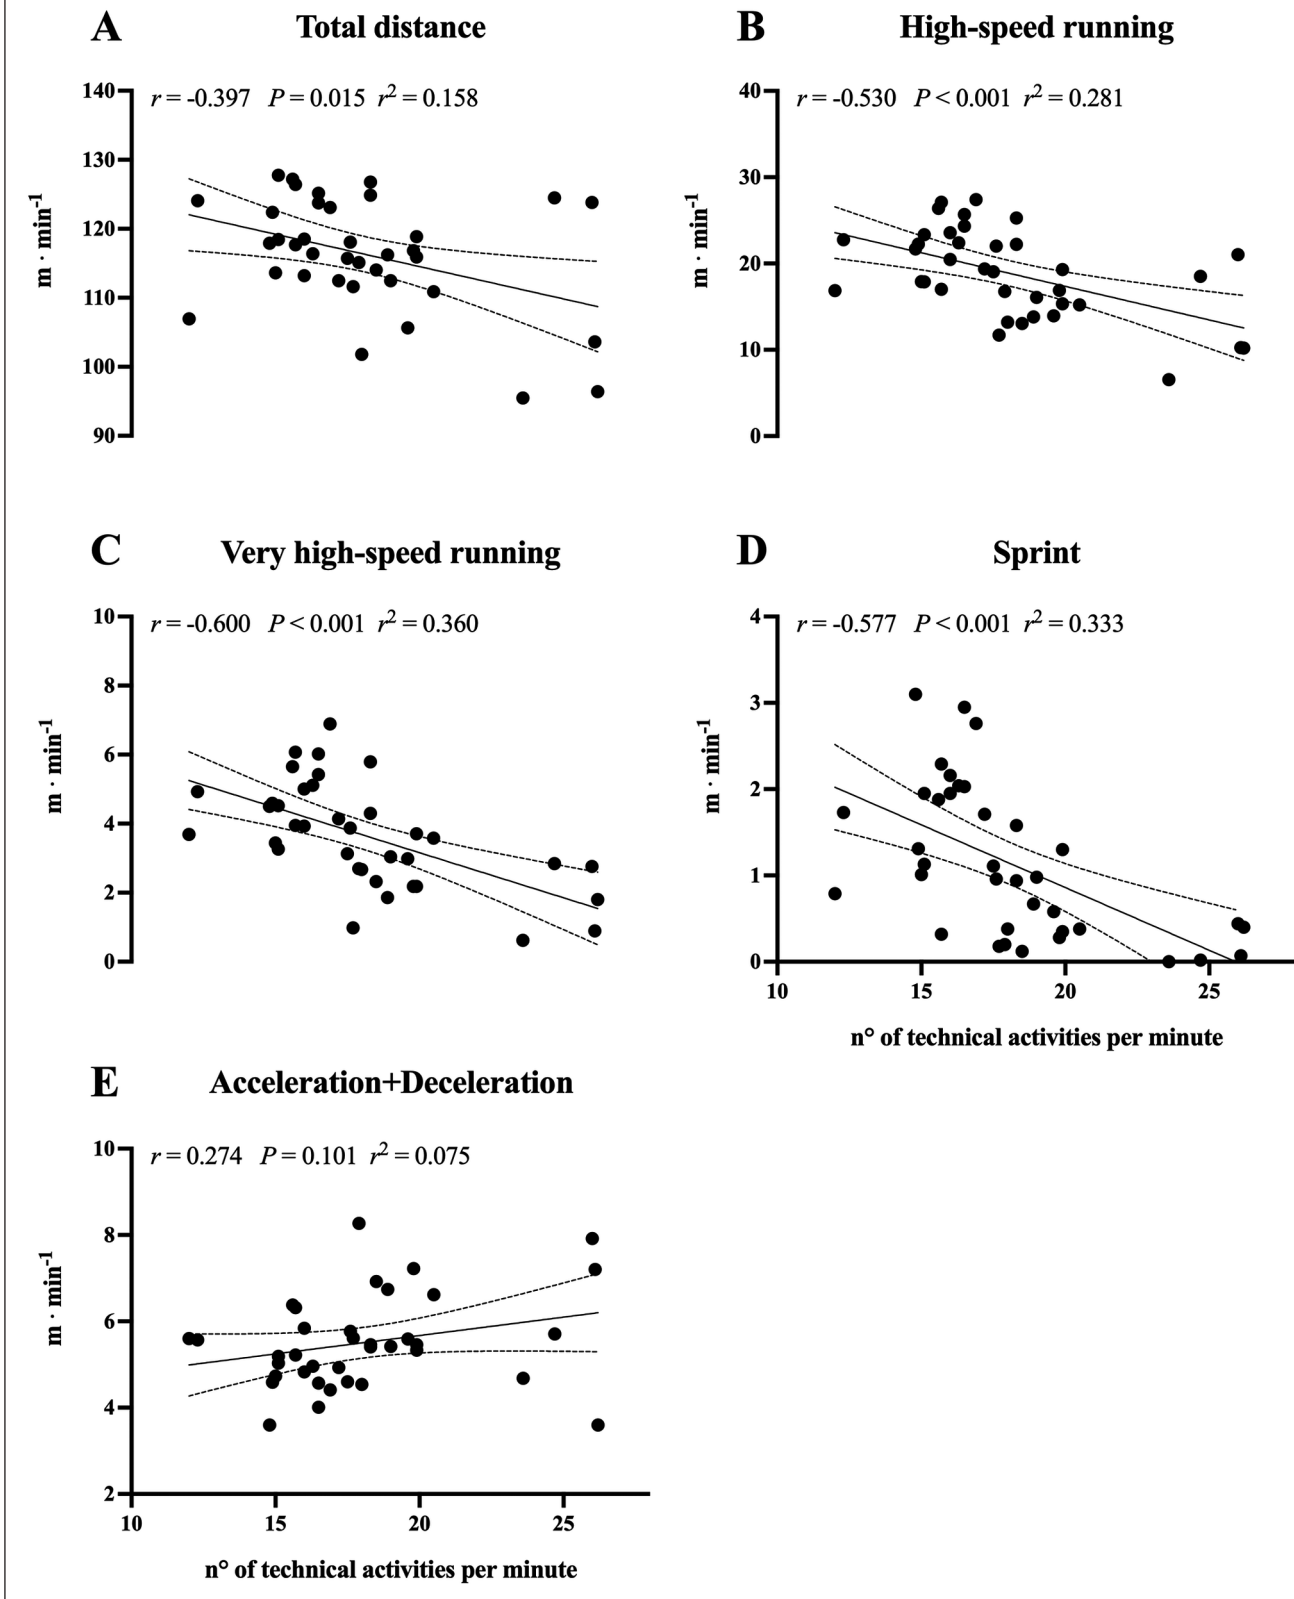 A Total distance
r = -0.397 P = 0.015 r² = 0.158
140
130
120
110
100
90
m · min⁻¹
B High-speed running
r = -0.530 P < 0.001 r² = 0.281
40
30
20
10
0
m · min⁻¹
C Very high-speed running
r = -0.600 P < 0.001 r² = 0.360
10
8
6
4
2
0
m · min⁻¹
D Sprint
r = -0.577 P < 0.001 r² = 0.333
4
3
2
1
0
m · min⁻¹
10 15 20 25
n° of technical activities per minute
E Acceleration+Deceleration
r = 0.274 P = 0.101 r² = 0.075
10
8
6
4
2
m · min⁻¹
10 15 20 25
n° of technical activities per minute